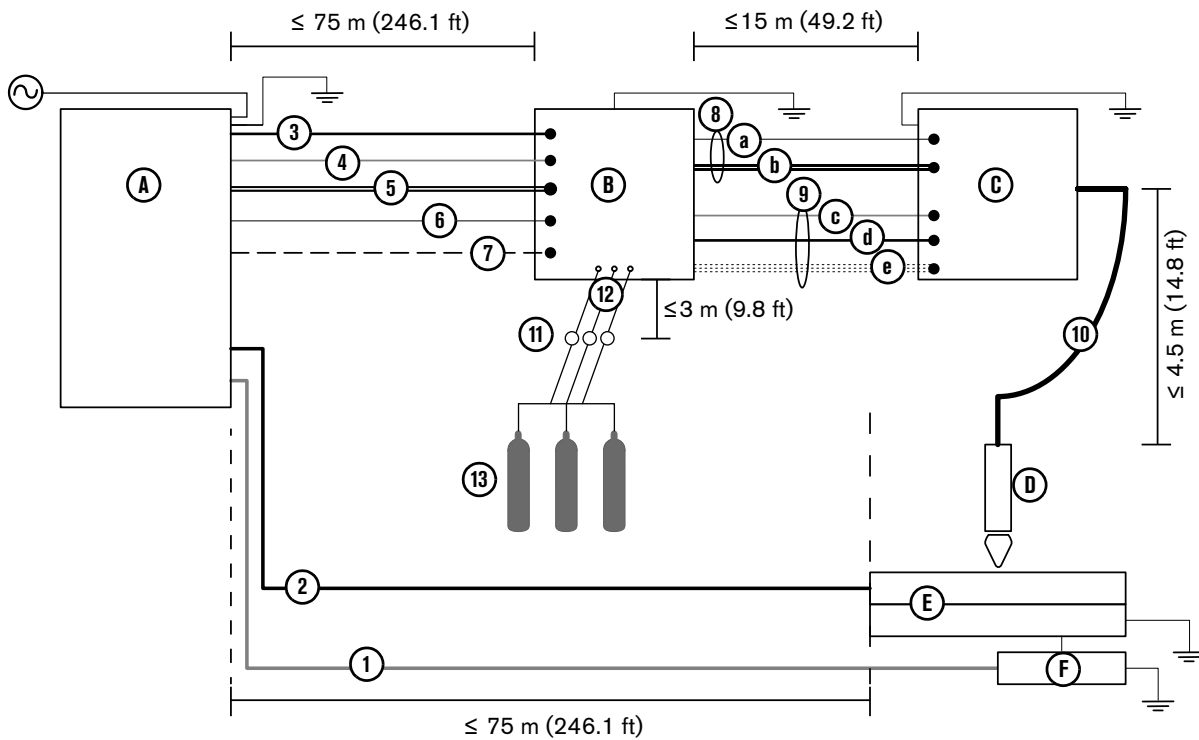 ≤ 75 m (246.1 ft)
≤15 m (49.2 ft)
3
8
a
4
b
A
5
B
C
9
6
c
d
7
e
12
≤3 m (9.8 ft)
11
10
≤ 4.5 m (14.8 ft)
13
D
2
E
1
F
≤ 75 m (246.1 ft)